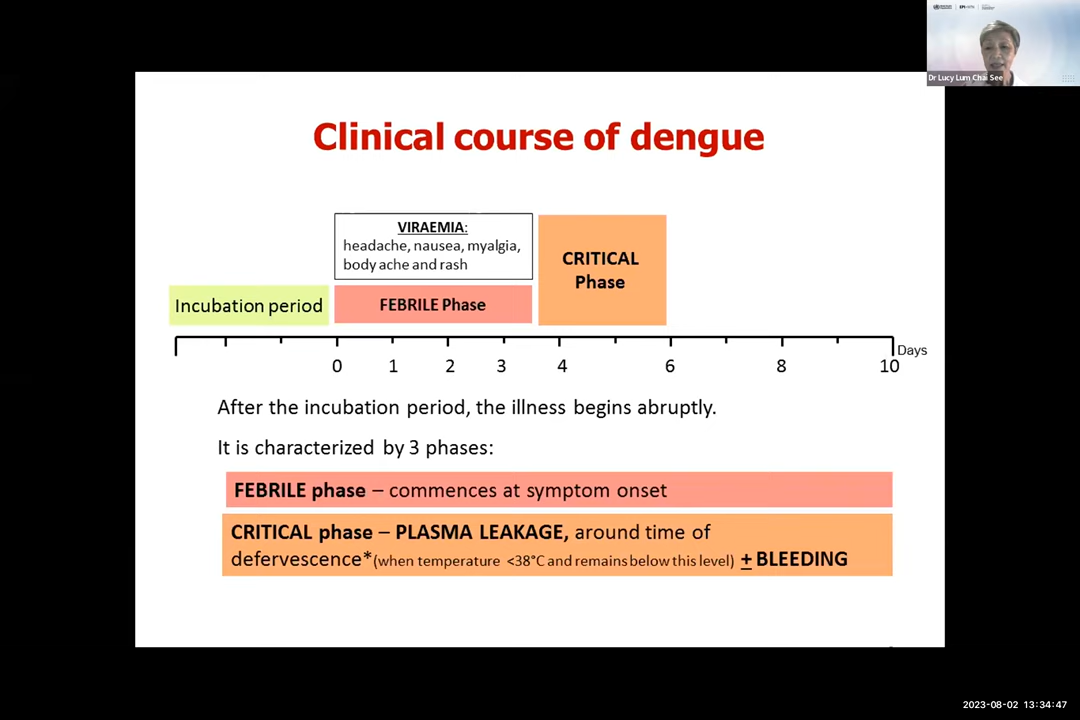 Dr Lucy Lum Chai See
Clinical course of dengue
VIRAEMIA:
headache, nausea, myalgia,
body ache and rash
CRITICAL
Phase
Incubation period
FEBRILE Phase
Days
0 1 2 3 4 6 8 10
After the incubation period, the illness begins abruptly.
It is characterized by 3 phases:
FEBRILE phase – commences at symptom onset
CRITICAL phase – PLASMA LEAKAGE, around time of
defervescence* (when temperature <38°C and remains below this level) ± BLEEDING
2023-08-02 13:34:47